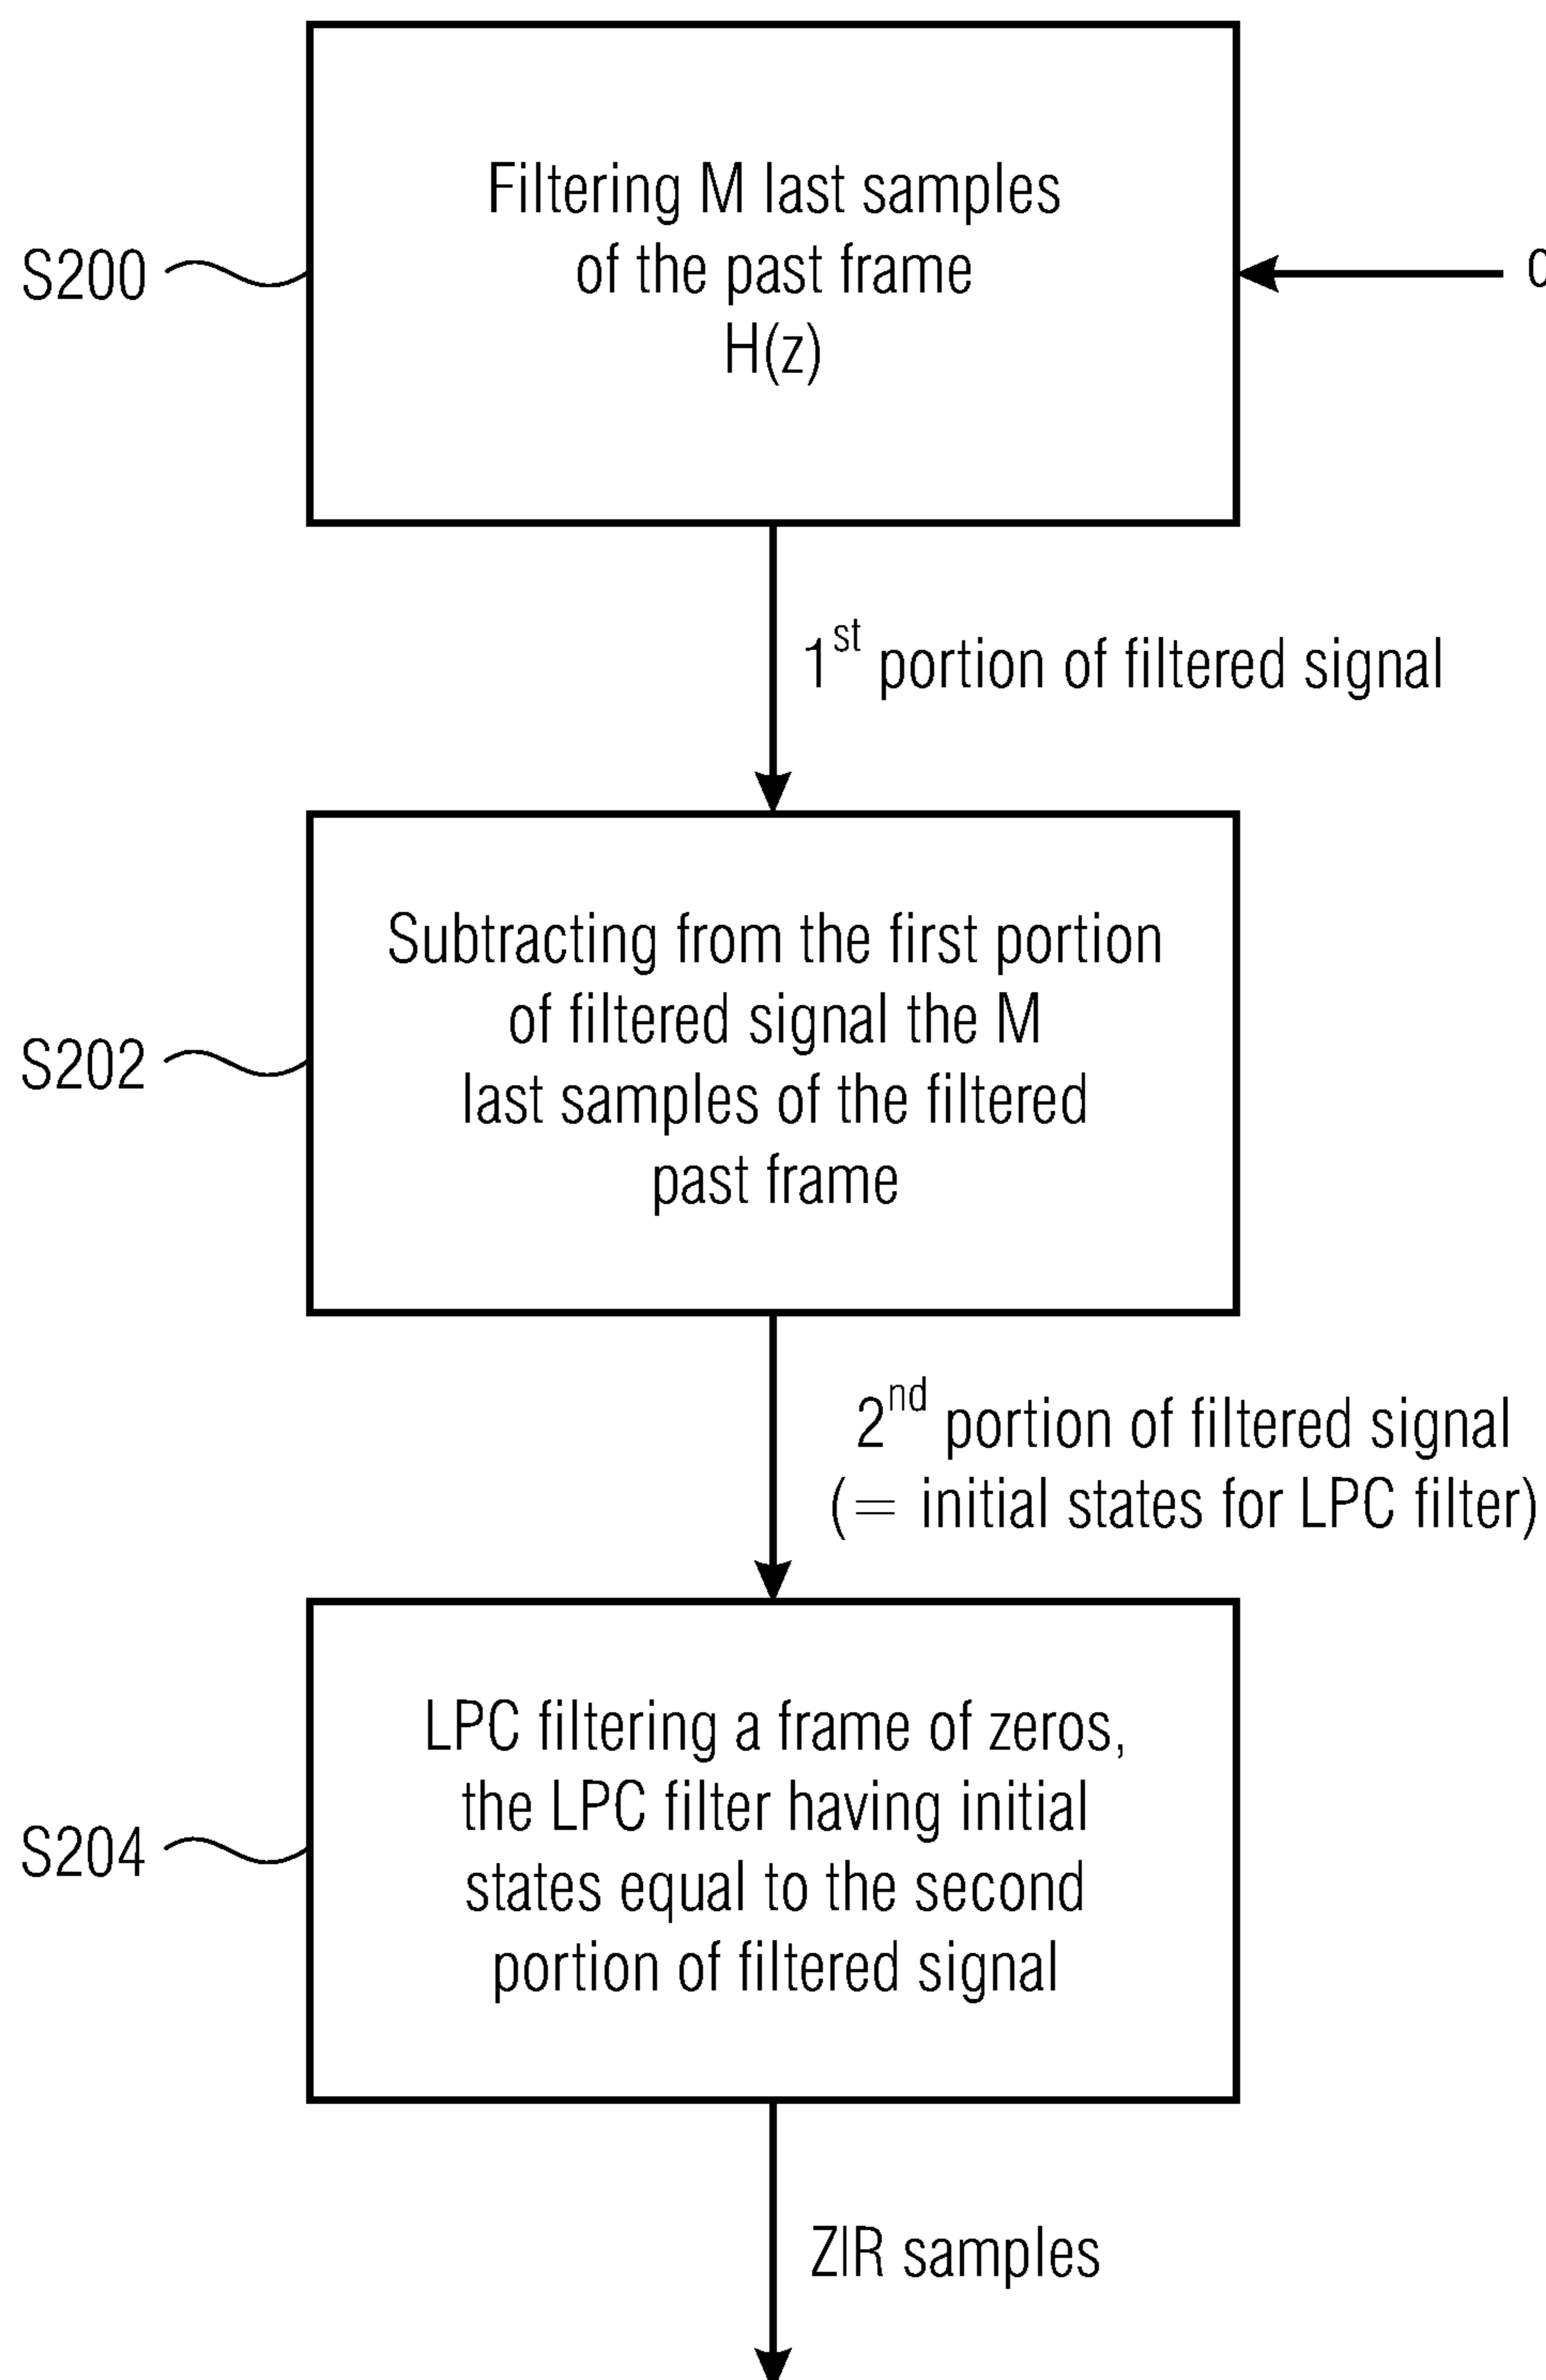 Filtering M last samples
of the past frame
H(z)
S200
1st portion of filtered signal
Subtracting from the first portion
of filtered signal the M
last samples of the filtered
past frame
S202
2nd portion of filtered signal
(= initial states for LPC filter)
LPC filtering a frame of zeros,
the LPC filter having initial
states equal to the second
portion of filtered signal
S204
ZIR samples